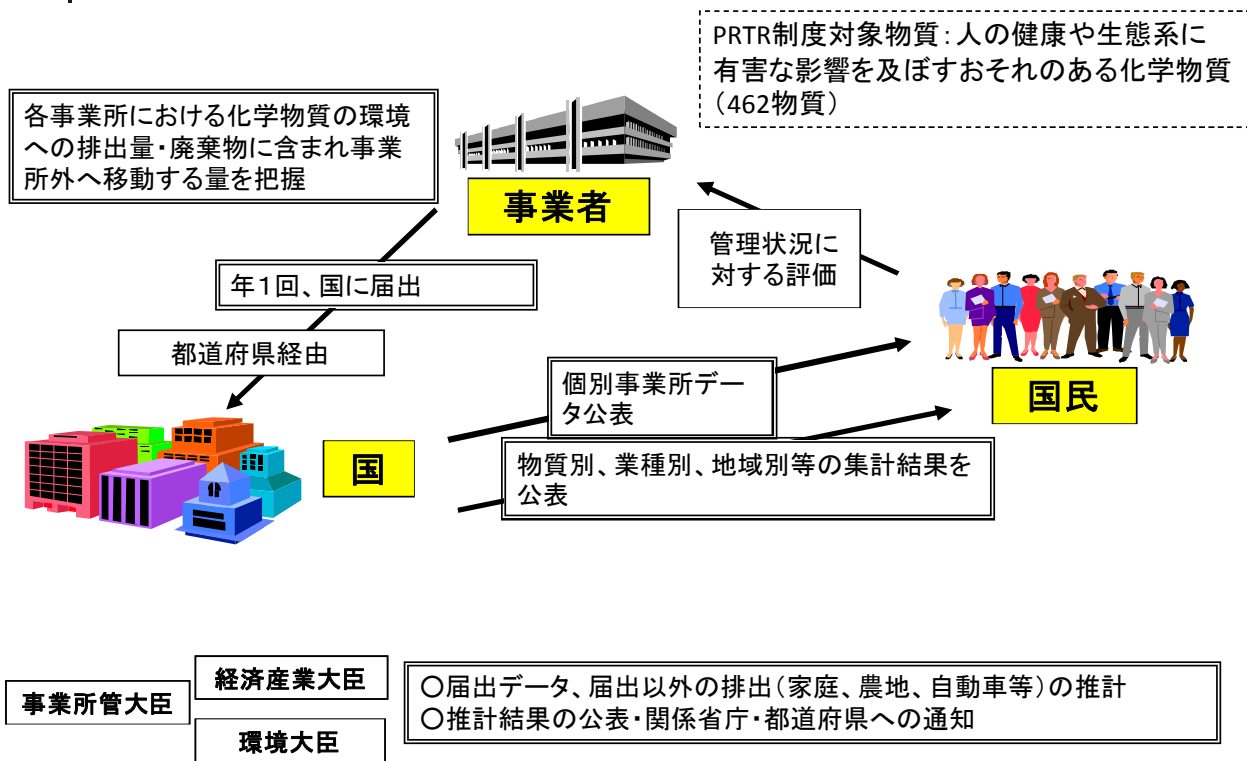 PRTR制度対象物質：人の健康や生態系に
有害な影響を及ぼすおそれのある化学物質
（462物質）
各事業所における化学物質の環境
への排出量・廃棄物に含まれ事業
所外へ移動する量を把握
事業者
管理状況に
対する評価
年１回、国に届出
都道府県経由
個別事業所デー
タ公表
国民
国
物質別、業種別、地域別等の集計結果を
公表
経済産業大臣
事業所管大臣
環境大臣
○届出データ、届出以外の排出（家庭、農地、自動車等）の推計
○推計結果の公表・関係省庁・都道府県への通知